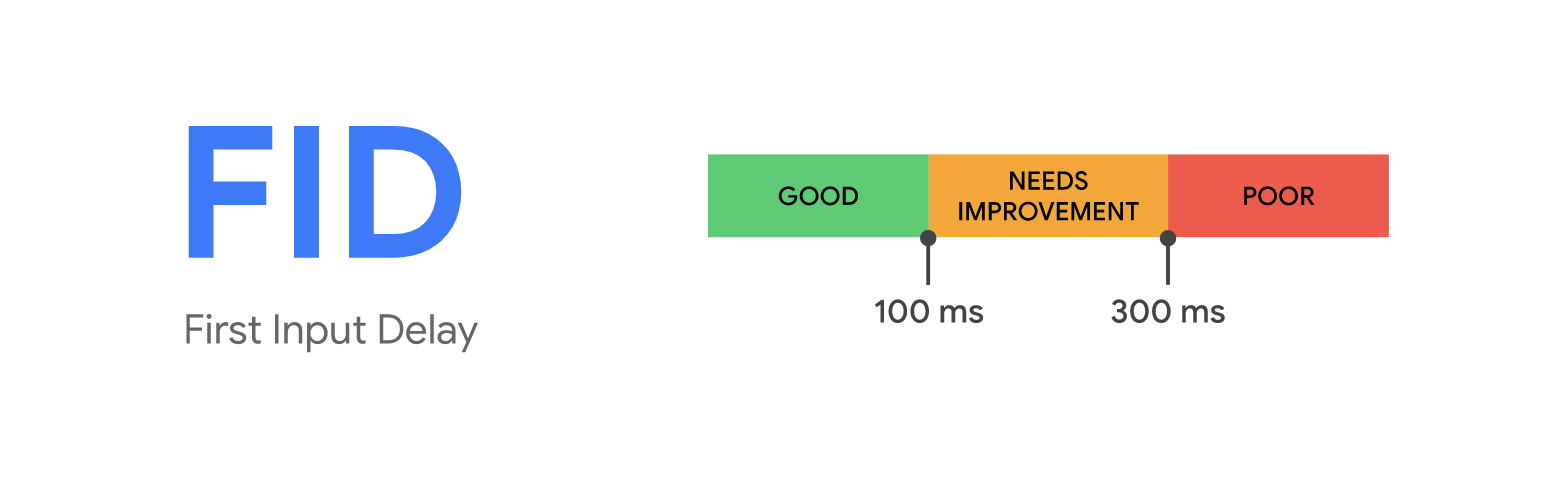 FID
First Input Delay
GOOD
NEEDS
IMPROVEMENT
POOR
100 ms
300 ms